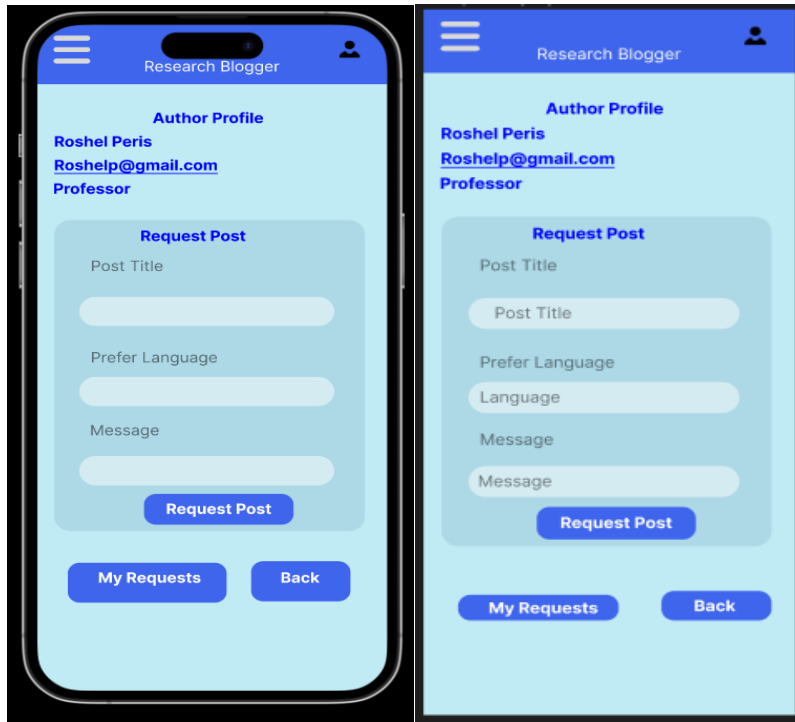 Research Blogger
Author Profile
Roshel Peris
Roshelp@gmail.com
Professor
Request Post
Post Title
Prefer Language
Message
Request Post
My Requests
Back
Research Blogger
Author Profile
Roshel Peris
Roshelp@gmail.com
Professor
Request Post
Post Title
Post Title
Prefer Language
Language
Message
Message
Request Post
My Requests
Back